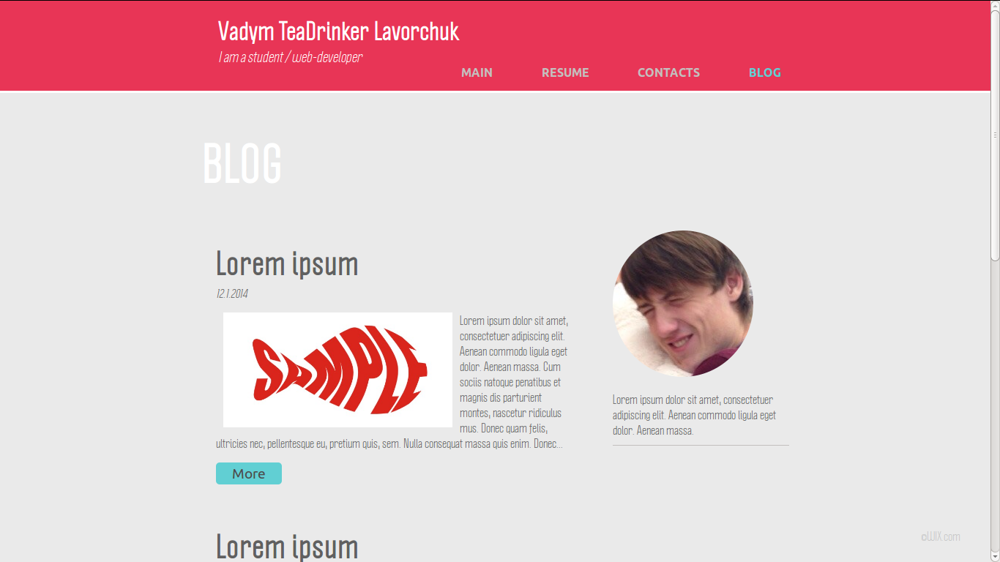 Vadym TeaDrinker Lavorchuk
I am a student / web-developer
MAIN RESUME CONTACTS BLOG
BLOG
Lorem ipsum
12.1.2014
SAMPLE
Lorem ipsum dolor sit amet,
consectetuer adipiscing elit.
Aenean commodo ligula eget
dolor. Aenean massa. Cum
sociis natoque penatibus et
magnis dis parturient
montes, nascetur ridiculus
mus. Donec quam felis,
ultricies nec, pellentesque eu, pretium quis, sem. Nulla consequat massa quis enim. Donec...
More
Lorem ipsum dolor sit amet, consectetuer
adipiscing elit. Aenean commodo ligula eget
dolor. Aenean massa.
Lorem ipsum
©WIX.com